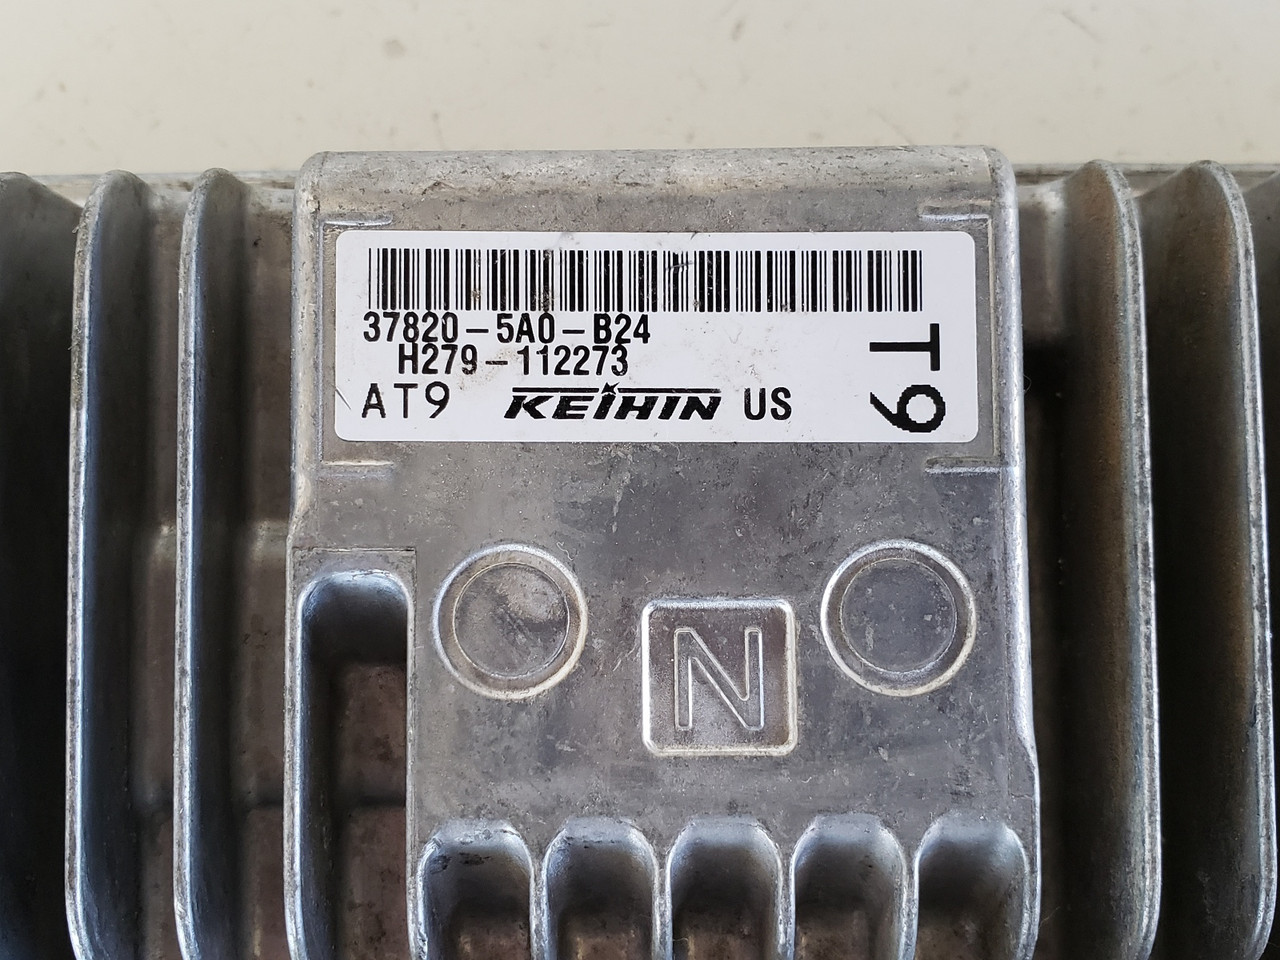 37820-5A0-B24
H279-112273
AT9 KEIHIN US
T9
N